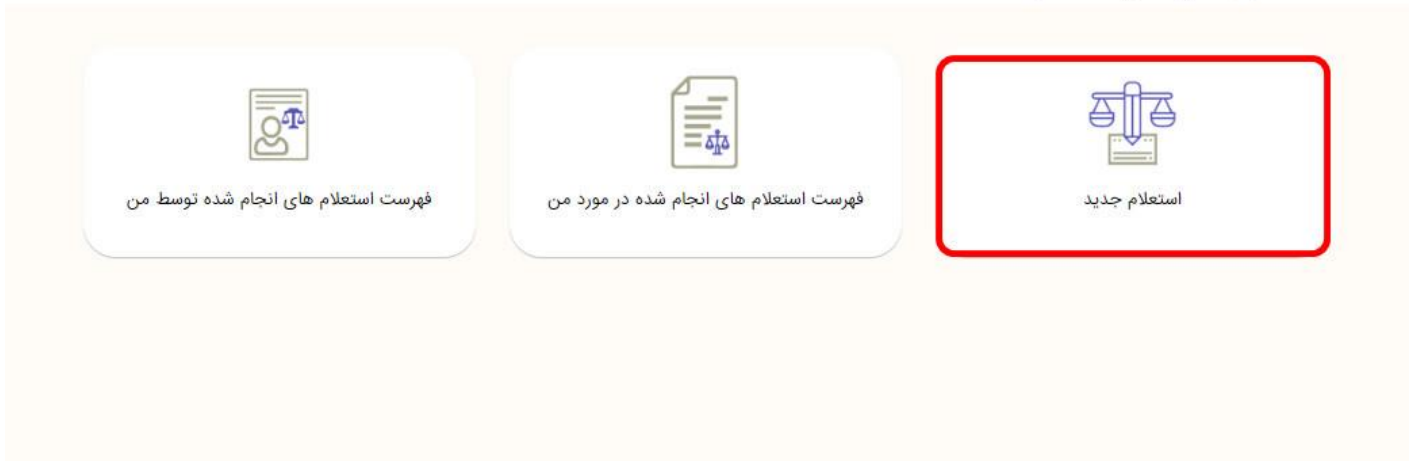 استعلام جدید
فهرست استعلام های انجام شده در مورد من
فهرست استعلام های انجام شده توسط من